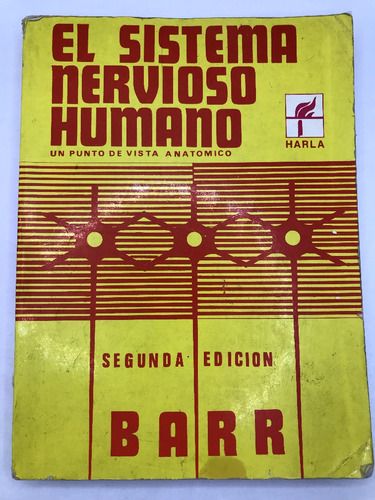 EL SISTEMA
NERVIOSO
HUMANO
UN PUNTO DE VISTA ANATOMICO
HARLA
SEGUNDA EDICION
BARR